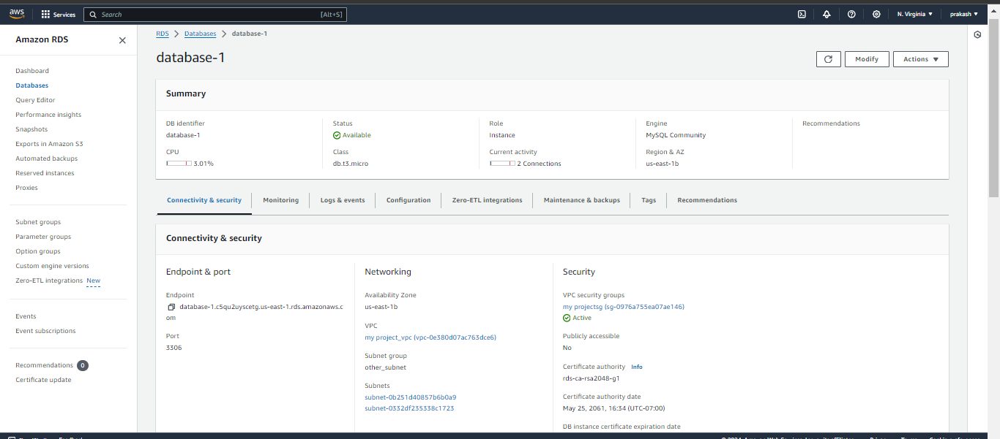 aws Services Search [Alt+S] N. Virginia prakash
Amazon RDS
Dashboard
Databases
Query Editor
Performance insights
Snapshots
Exports in Amazon S3
Automated backups
Reserved instances
Proxies
Subnet groups
Parameter groups
Option groups
Custom engine versions
Zero-ETL integrations New
Events
Event subscriptions
Recommendations 0
Certificate update
RDS > Databases > database-1
database-1
Modify Actions
Summary
DB identifier
database-1
CPU
3.01%
Status
Available
Class
db.t3.micro
Role
Instance
Current activity
2 Connections
Engine
MySQL Community
Region & AZ
us-east-1b
Recommendations
Connectivity & security Monitoring Logs & events Configuration Zero-ETL integrations Maintenance & backups Tags Recommendations
Connectivity & security
Endpoint & port
Endpoint
database-1.c5qu2uyscetg.us-east-1.rds.amazonaws.c
om
Port
3306
Networking
Availability Zone
us-east-1b
VPC
my project_vpc (vpc-0e380d07ac763dce6)
Subnet group
other_subnet
Subnets
subnet-0b251d40857b6b0a9
subnet-0332df235338c1723
Security
VPC security groups
my projectsg (sg-0976a755ea07ae146)
Active
Publicly accessible
No
Certificate authority Info
rds-ca-rsa2048-g1
Certificate authority date
May 25, 2061, 16:34 (UTC-07:00)
DB instance certificate expiration date